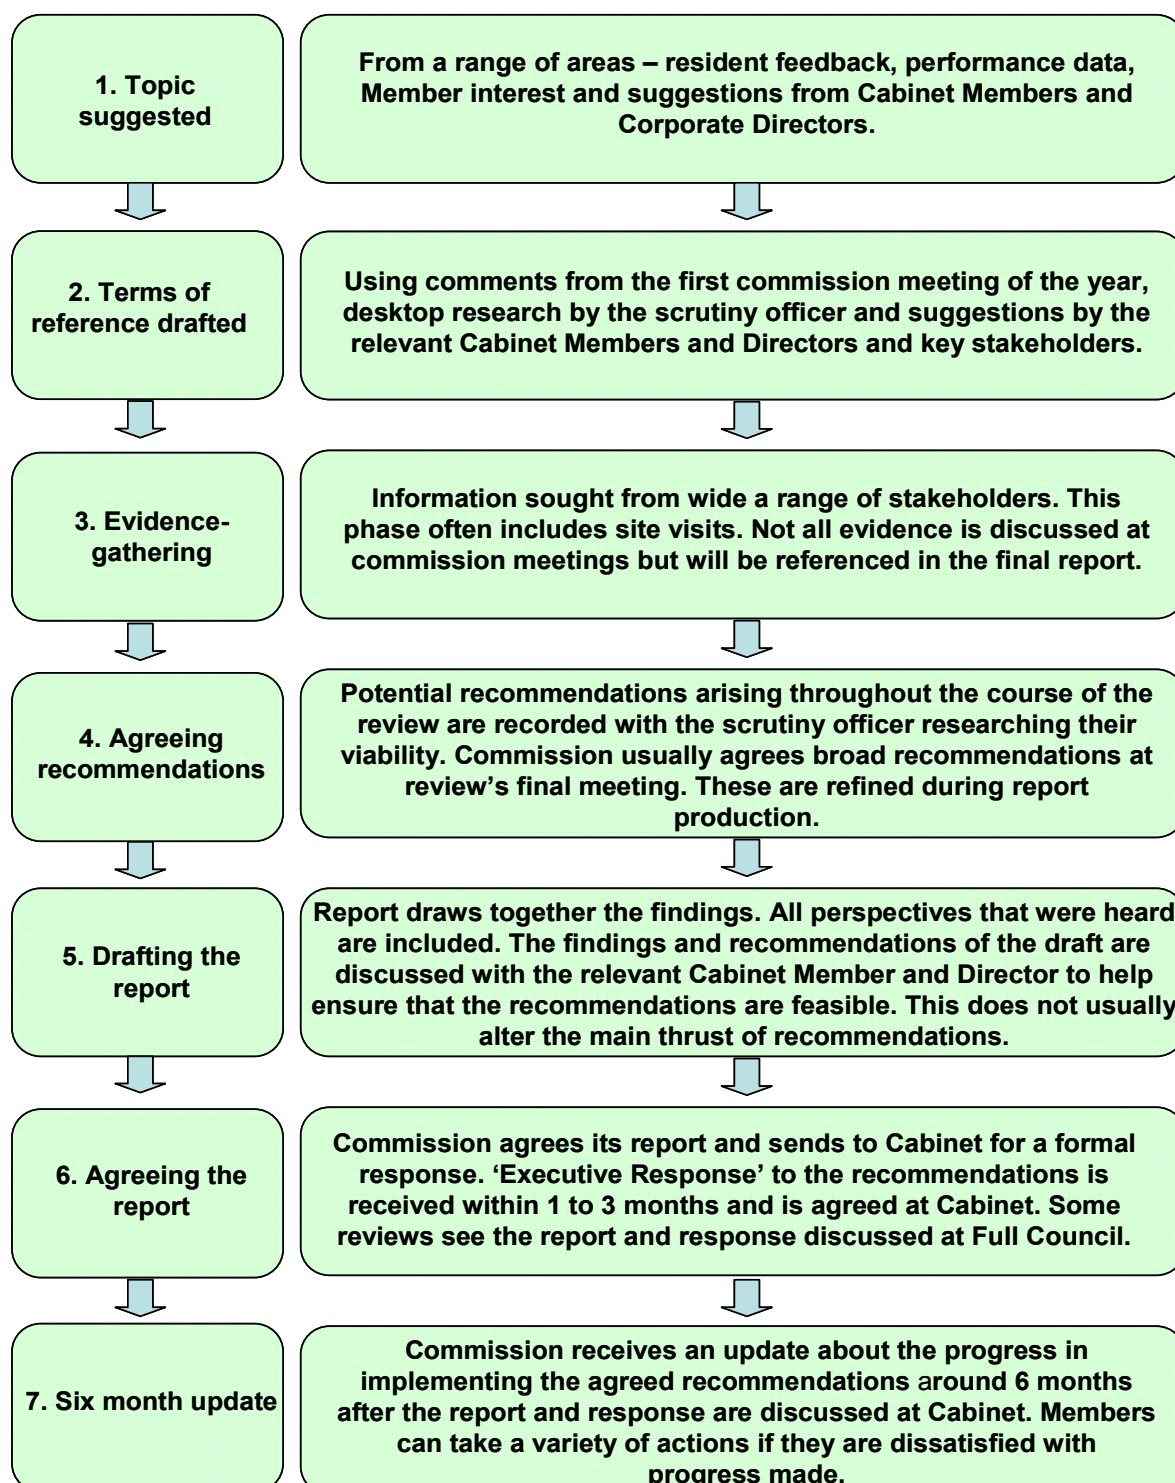 1. Topic
suggested
From a range of areas – resident feedback, performance data,
Member interest and suggestions from Cabinet Members and
Corporate Directors.
2. Terms of
reference drafted
Using comments from the first commission meeting of the year,
desktop research by the scrutiny officer and suggestions by the
relevant Cabinet Members and Directors and key stakeholders.
3. Evidence-
gathering
Information sought from wide a range of stakeholders. This
phase often includes site visits. Not all evidence is discussed at
commission meetings but will be referenced in the final report.
4. Agreeing
recommendations
Potential recommendations arising throughout the course of the
review are recorded with the scrutiny officer researching their
viability. Commission usually agrees broad recommendations at
review’s final meeting. These are refined during report
production.
5. Drafting the
report
Report draws together the findings. All perspectives that were heard
are included. The findings and recommendations of the draft are
discussed with the relevant Cabinet Member and Director to help
ensure that the recommendations are feasible. This does not usually
alter the main thrust of recommendations.
6. Agreeing the
report
Commission agrees its report and sends to Cabinet for a formal
response. ‘Executive Response’ to the recommendations is
received within 1 to 3 months and is agreed at Cabinet. Some
reviews see the report and response discussed at Full Council.
7. Six month update
Commission receives an update about the progress in
implementing the agreed recommendations around 6 months
after the report and response are discussed at Cabinet. Members
can take a variety of actions if they are dissatisfied with
progress made.